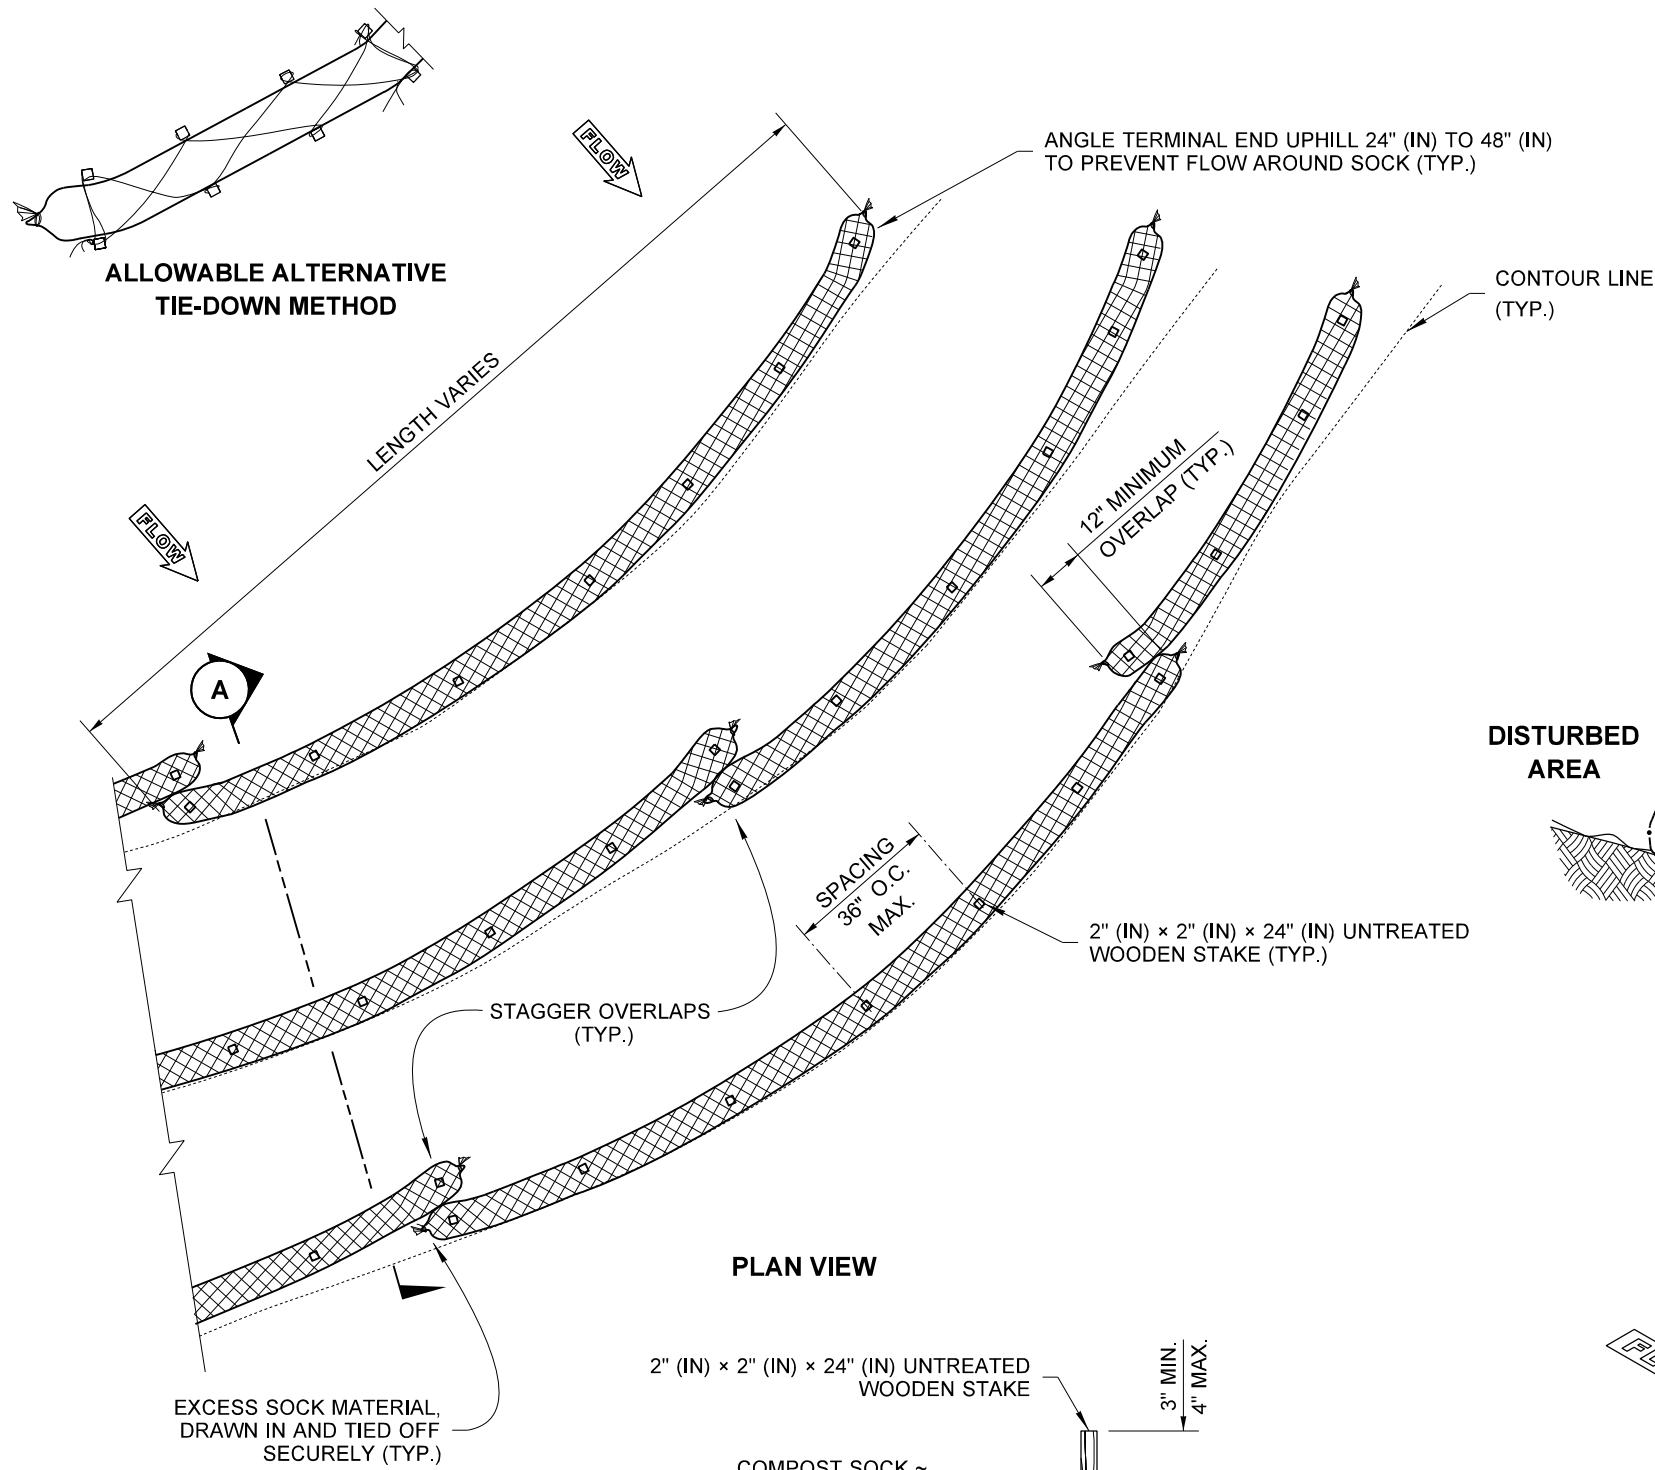 FLOW
ANGLE TERMINAL END UPHILL 24" (IN) TO 48" (IN)
TO PREVENT FLOW AROUND SOCK (TYP.)
ALLOWABLE ALTERNATIVE
TIE-DOWN METHOD
CONTOUR LINE
(TYP.)
LENGTH VARIES
12" MINIMUM
OVERLAP (TYP.)
FLOW
A
DISTURBED
AREA
SPACING
36" O.C.
MAX.
2" (IN) × 2" (IN) × 24" (IN) UNTREATED
WOODEN STAKE (TYP.)
STAGGER OVERLAPS
(TYP.)
PLAN VIEW
2" (IN) × 2" (IN) × 24" (IN) UNTREATED
WOODEN STAKE
3" MIN.
4" MAX.
EXCESS SOCK MATERIAL,
DRAWN IN AND TIED OFF
SECURELY (TYP.)
COMPOST SOCK ~